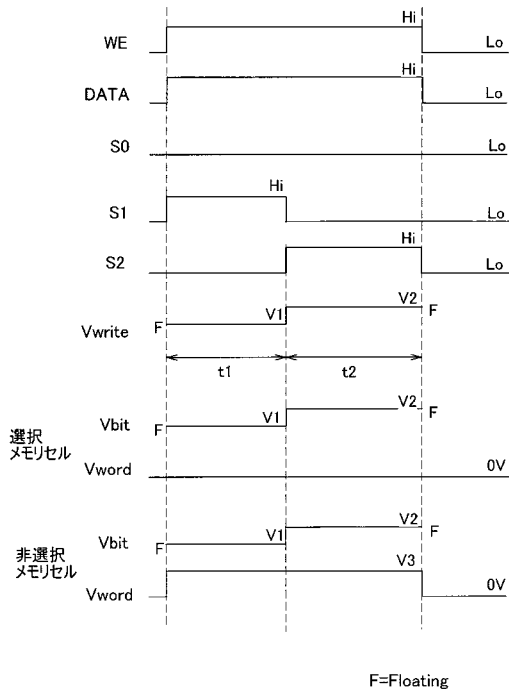 Hi
WE Lo
Hi
DATA Lo
S0 Lo
Hi
S1 Lo
Hi
S2 Lo
V1 V2
Vwrite F F
t1 t2
選択
メモリセル
Vbit F V1 V2 F
Vword 0V
非選択
メモリセル
Vbit F V1 V2 F
Vword V3 0V
F=Floating